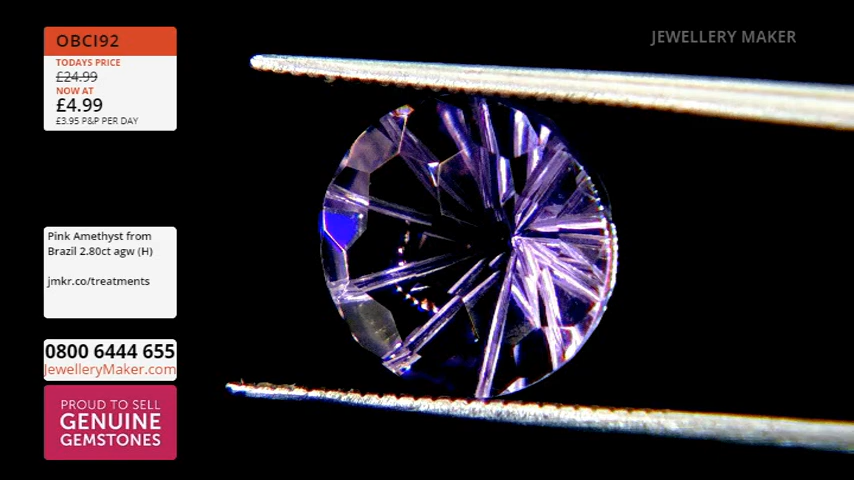 OBCI92
TODAYS PRICE
£24.99
NOW AT
£4.99
£3.95 P&P PER DAY
JEWELLERY MAKER
Pink Amethyst from
Brazil 2.80ct agw (H)
jmkr.co/treatments
0800 6444 655
JewelleryMaker.com
PROUD TO SELL
GENUINE
GEMSTONES